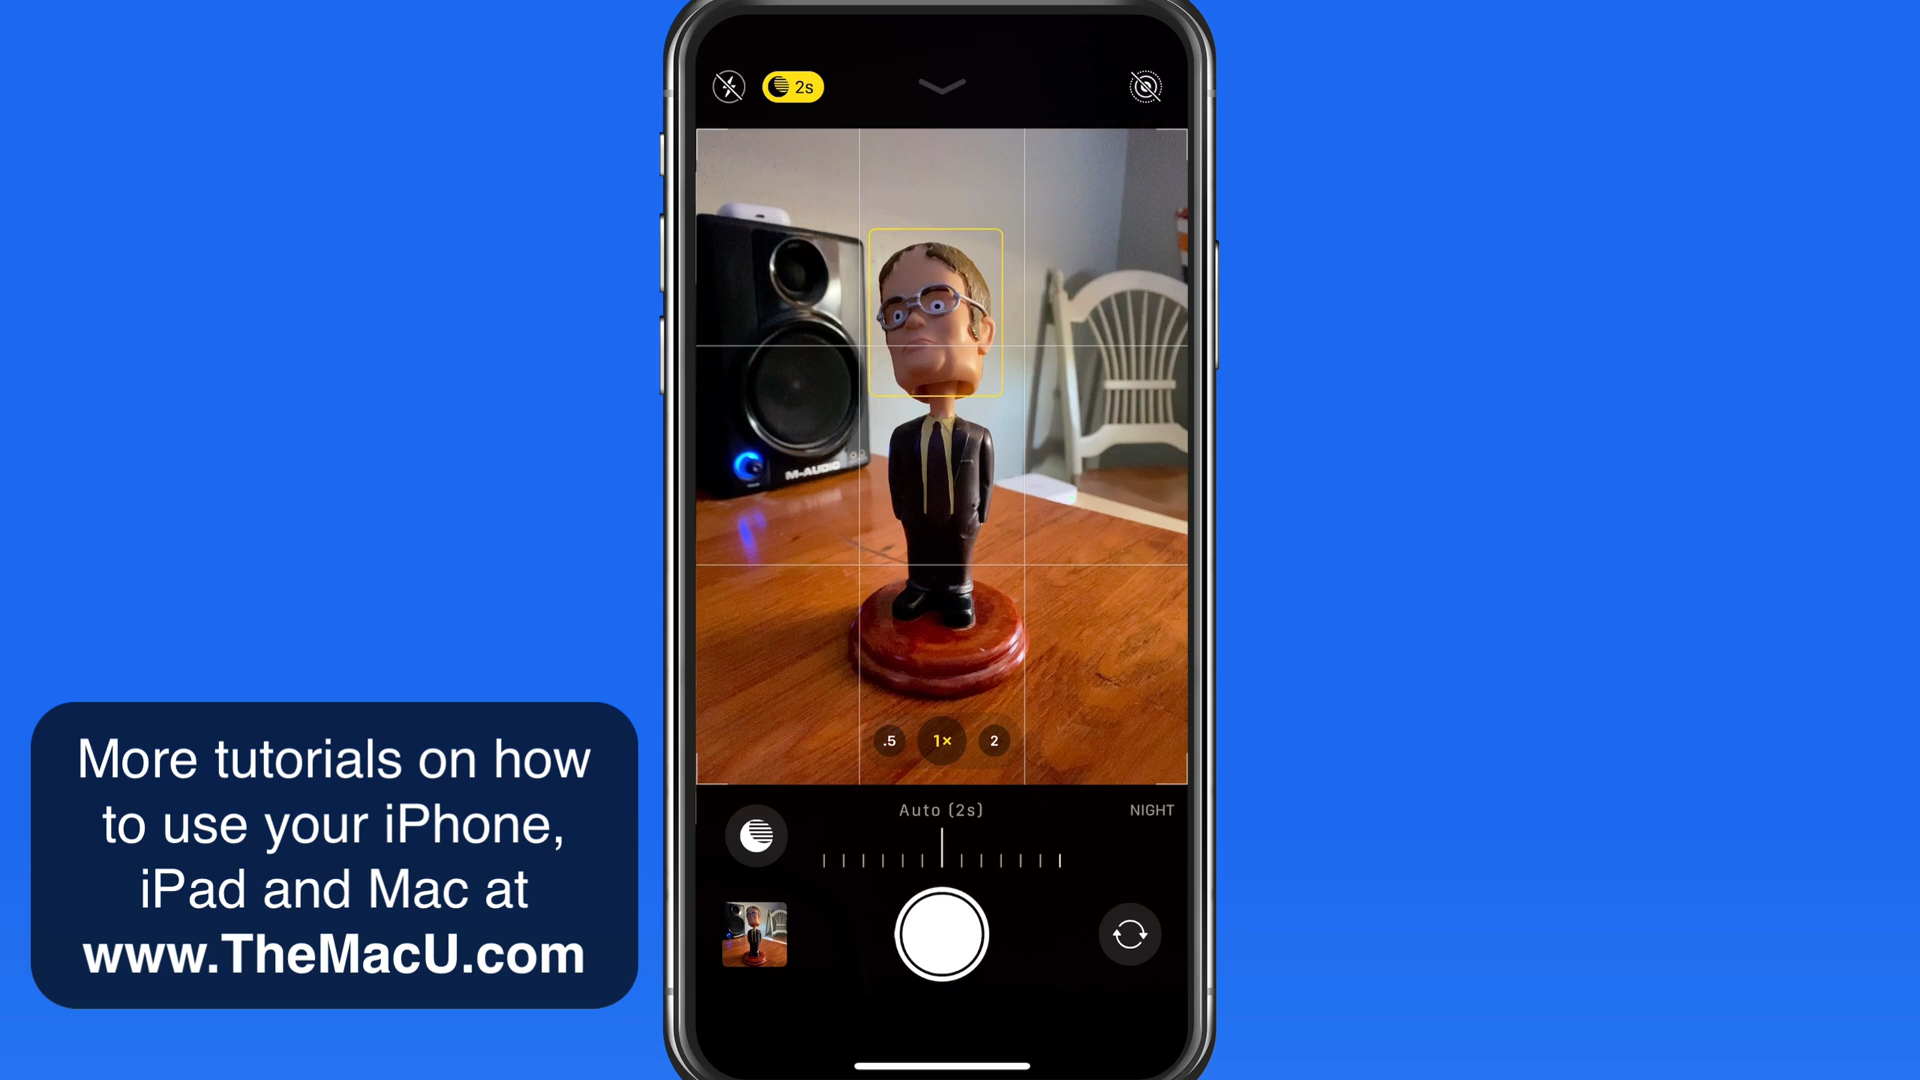 2s
M-AUDIO
.5 1× 2
Auto (2s)
NIGHT
More tutorials on how
to use your iPhone,
iPad and Mac at
www.TheMacU.com